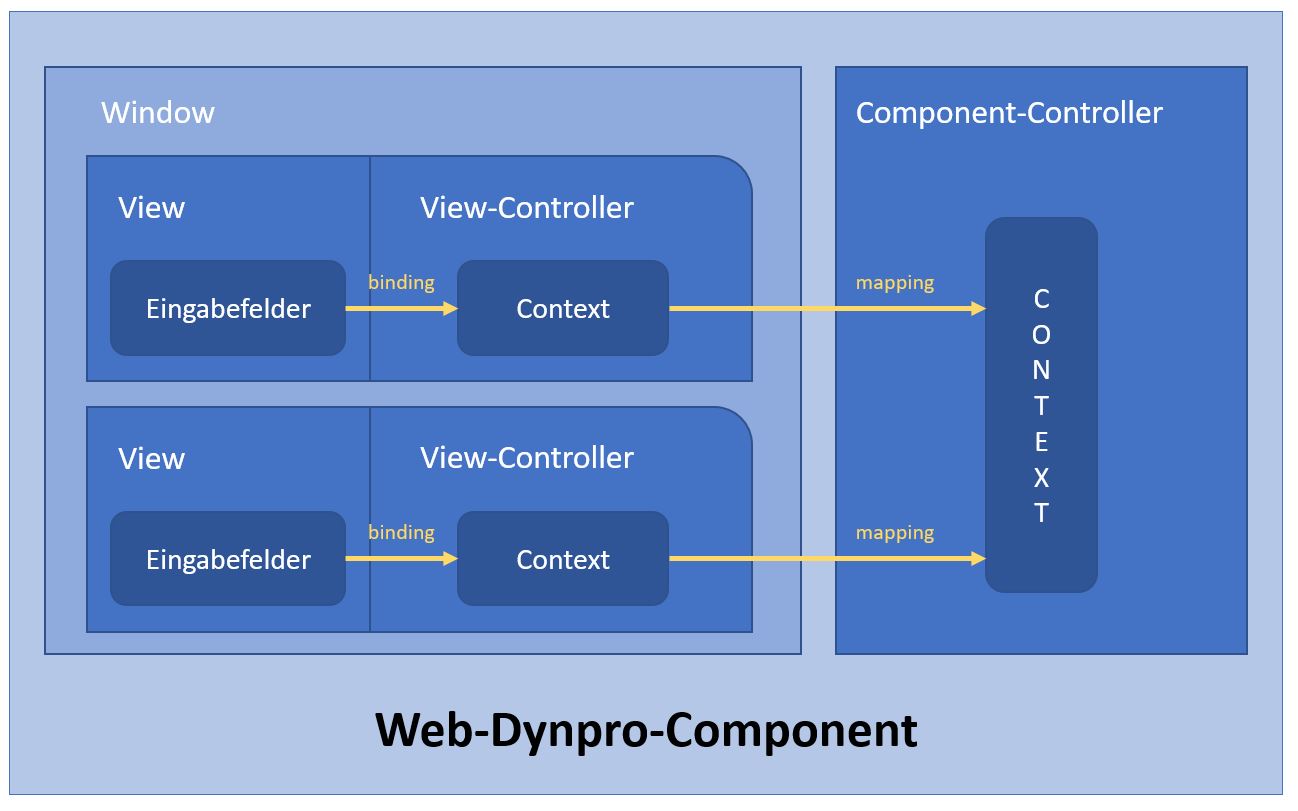 Window
Component-Controller
View
View-Controller
Eingabefelder
binding
Context
mapping
View
View-Controller
Eingabefelder
binding
Context
mapping
C
O
N
T
E
X
T
Web-Dynpro-Component